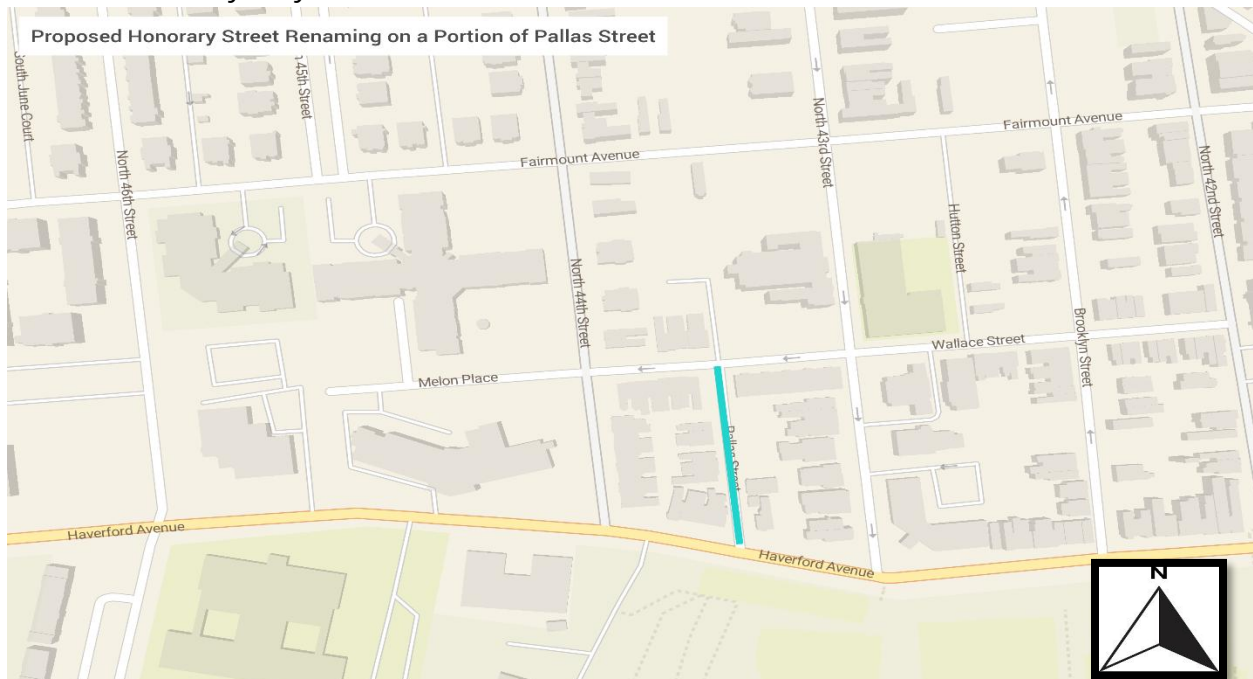 Proposed Honorary Street Renaming on a Portion of Pallas Street
South June Court
45th Street
North 43rd Street
Fairmount Avenue
Fairmount Avenue
North 46th Street
North 42nd Street
Hutton Street
North 44th Street
Brooklyn Street
Wallace Street
Melon Place
Pallas Street
Haverford Avenue
Haverford Avenue
N